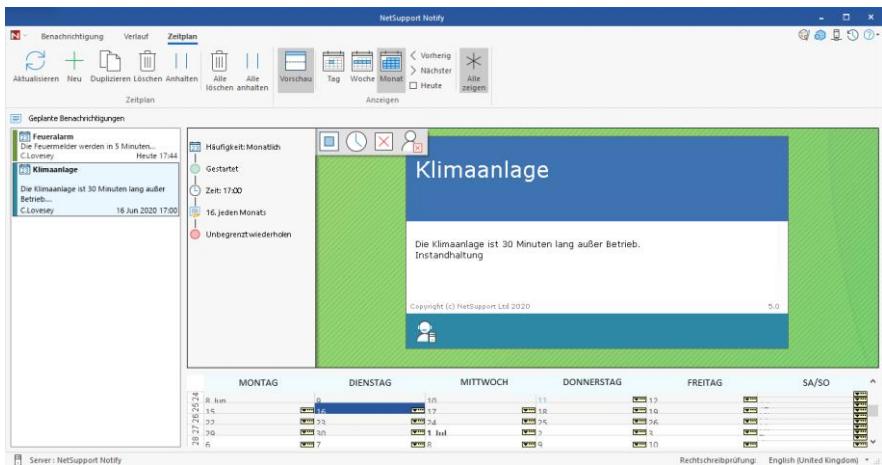 NetSupport Notify
Benachrichtigung Verlauf Zeitplan
Aktualisieren Neu Duplizieren Löschen Anhalten Alle löschen Alle anhalten Vorschau Tag Woche Monat Alle zeigen
Vorherig
Nächster
Heute
Zeitplan Anzeigen
Geplante Benachrichtigungen
Feueralarm
Die Feuermelder werden in 5 Minuten...
C.Lovesey Heute 17:44
Klimaanlage
Die Klimaanlage ist 30 Minuten lang außer
Betrieb....
C.Lovesey 16 Jun 2020 17:00
Häufigkeit: Monatlich
Gestartet
Zeit: 17:00
16. jeden Monats
Unbegrenzt wiederholen
Klimaanlage
Die Klimaanlage ist 30 Minuten lang außer Betrieb.
Instandhaltung
Copyright (c) NetSupport Ltd 2020 5.0
MONTAG DIENSTAG MITTWOCH DONNERSTAG FREITAG SA/SO
8. Jun 9 10 11 12
15 16 17 18 19
22 23 24 25 26
29 30 1. Jul 2 3
6 7 8 9 10
28 27 26 25 24
Server : NetSupport Notify Rechtschreibprüfung: English (United Kingdom)